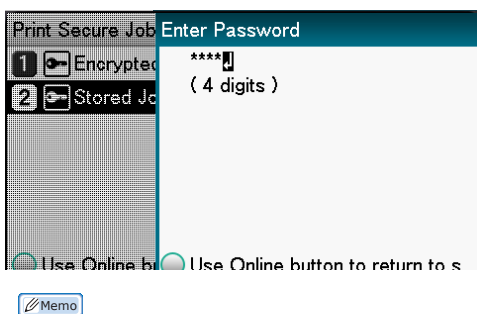 Print Secure Job
Enter Password
1 Encrypted
****
2 Stored Jo
( 4 digits )
Use Online b
Use Online button to return to s
Memo